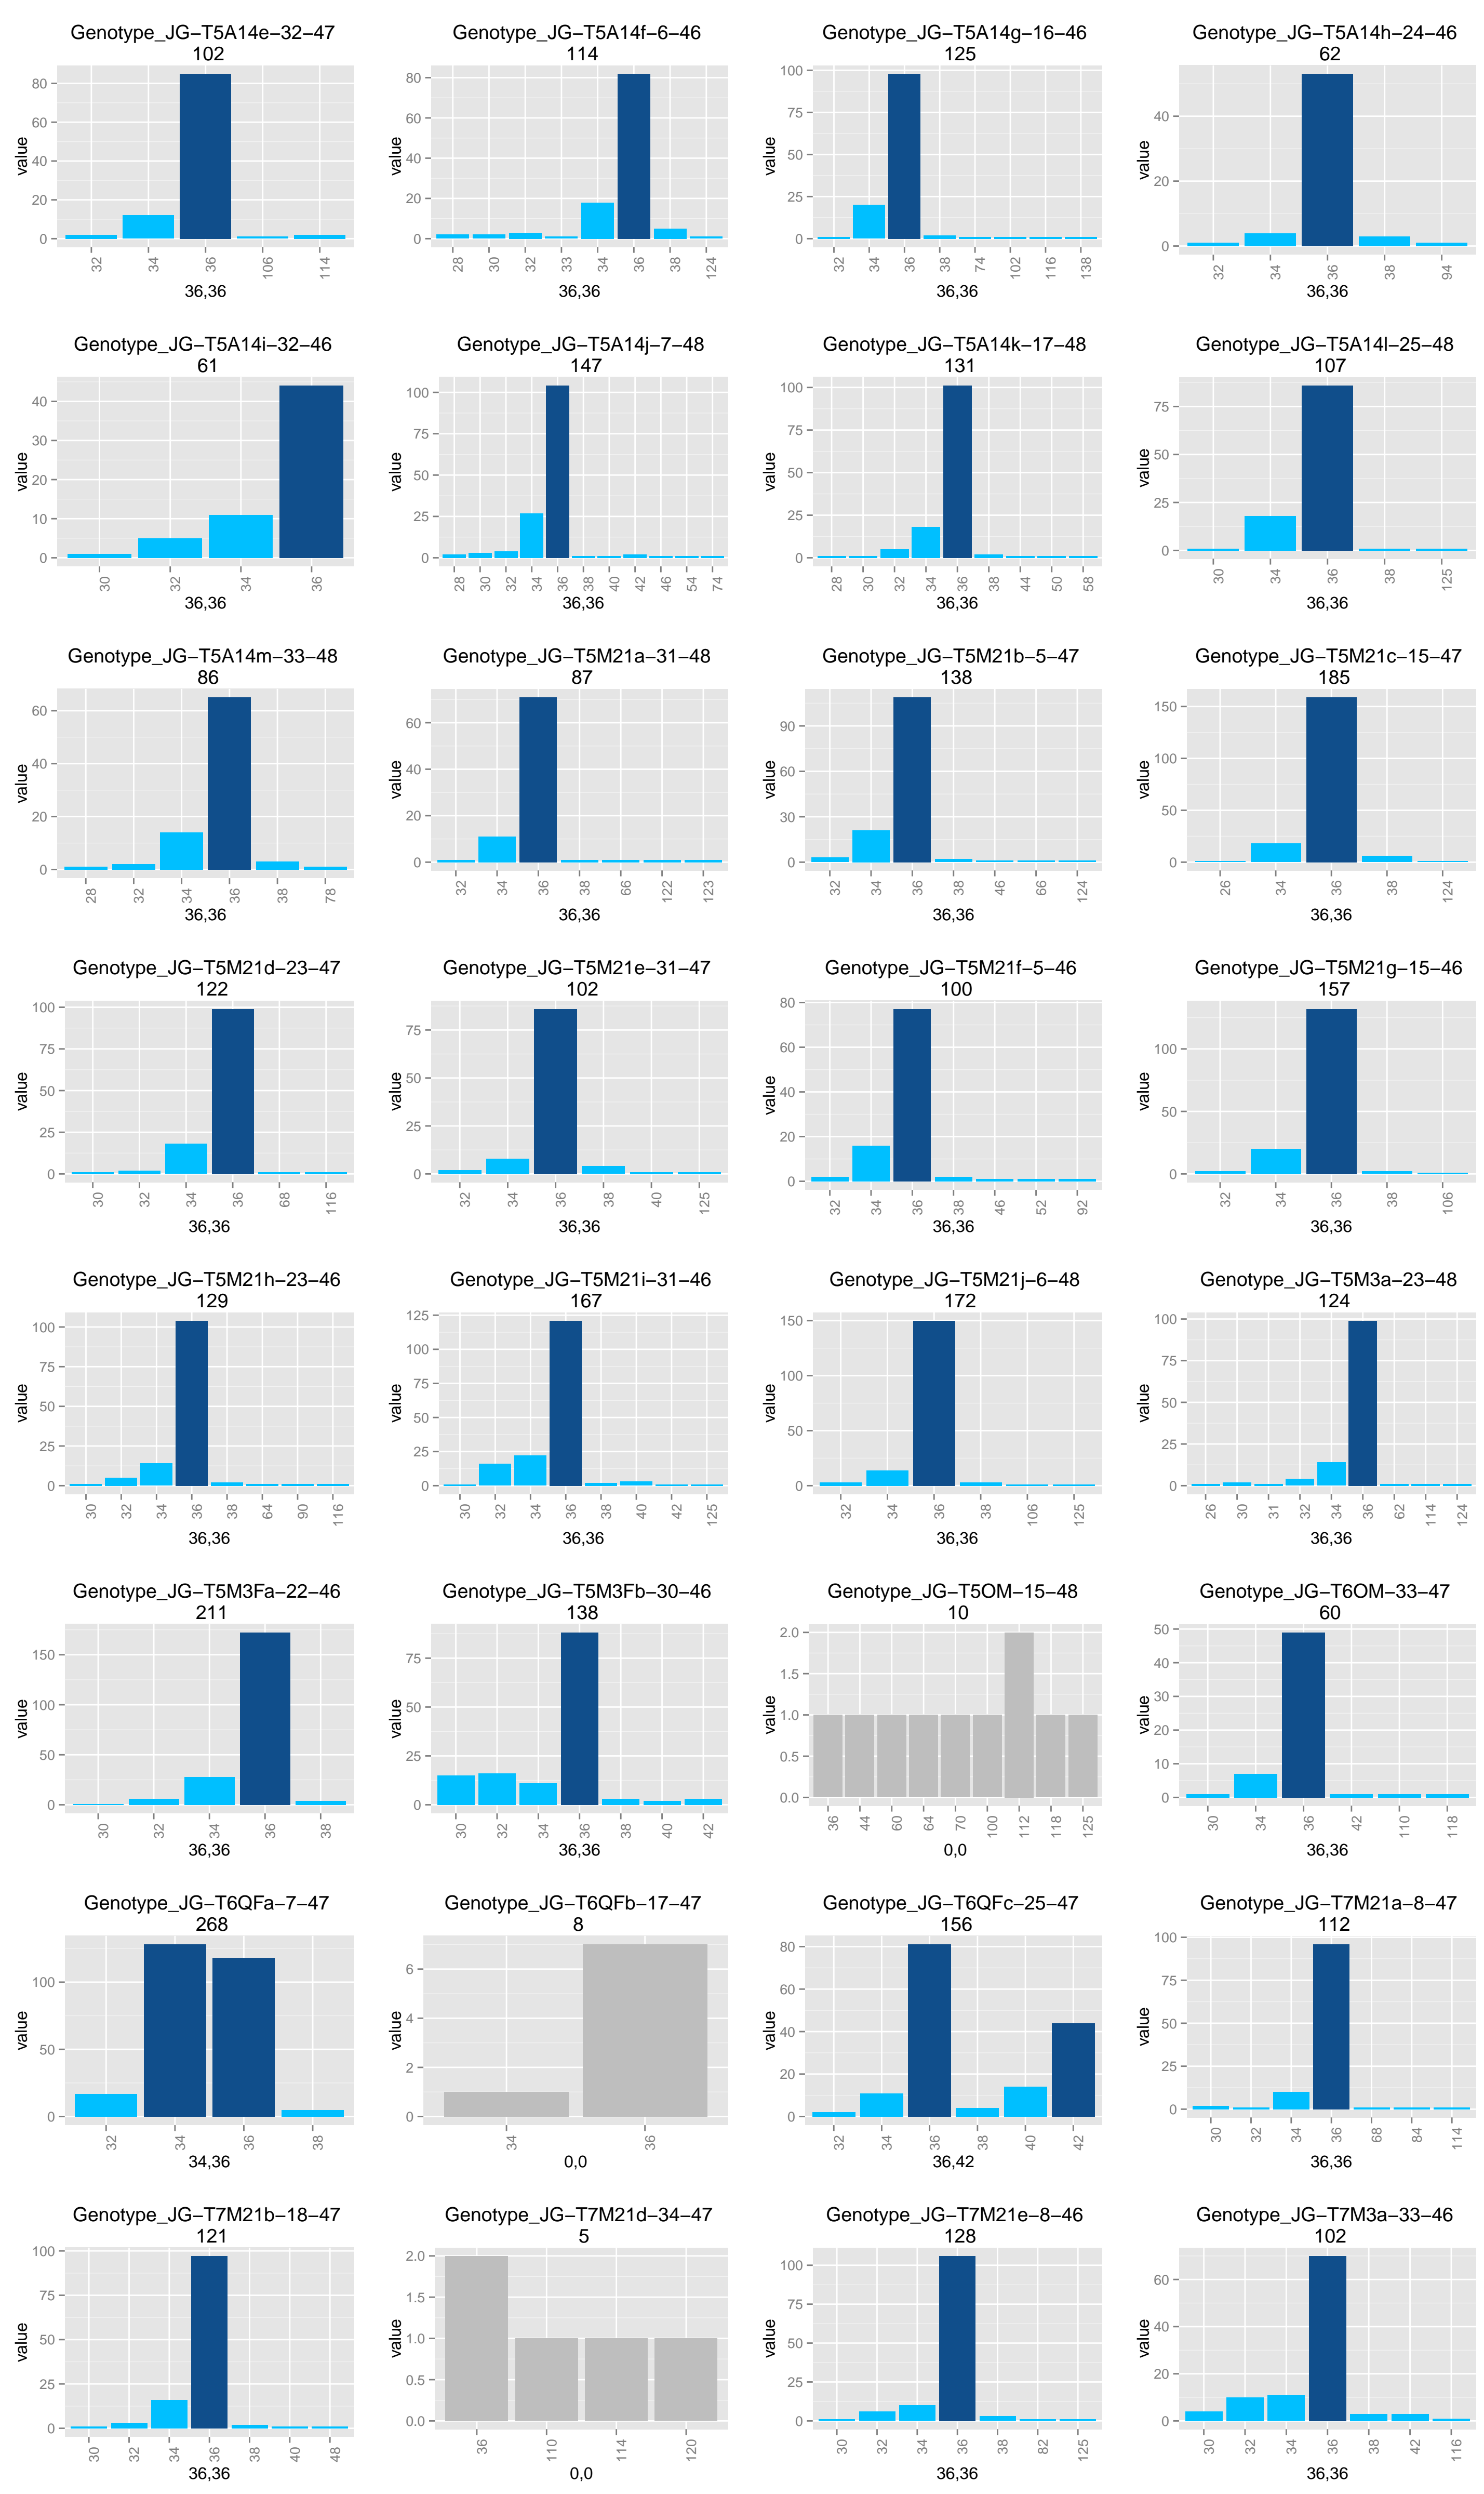 Genotype_JG−T5A14e−32−47
102
80
60
40
20
0
value
32 34 36 106 114
36,36
Genotype_JG−T5A14f−6−46
114
80
60
40
20
0
value
28 30 32 33 34 36 38 124
36,36
Genotype_JG−T5A14g−16−46
125
100
75
50
25
0
value
32 34 36 38 74 102 116 138
36,36
Genotype_JG−T5A14h−24−46
62
40
20
0
value
32 34 36 38 94
36,36
Genotype_JG−T5A14i−32−46
61
40
30
20
10
0
value
30 32 34 36
36,36
Genotype_JG−T5A14j−7−48
147
100
75
50
25
0
value
28 30 32 34 36 38 40 42 46 54 74
36,36
Genotype_JG−T5A14k−17−48
131
100
75
50
25
0
value
28 30 32 34 36 38 44 50 58
36,36
Genotype_JG−T5A14l−25−48
107
75
50
25
0
value
30 34 36 38 125
36,36
Genotype_JG−T5A14m−33−48
86
60
40
20
0
value
28 32 34 36 38 78
36,36
Genotype_JG−T5M21a−31−48
87
60
40
20
0
value
32 34 36 38 66 122 123
36,36
Genotype_JG−T5M21b−5−47
138
90
60
30
0
value
32 34 36 38 46 66 124
36,36
Genotype_JG−T5M21c−15−47
185
150
100
50
0
value
26 34 36 38 124
36,36
Genotype_JG−T5M21d−23−47
122
100
75
50
25
0
value
30 32 34 36 68 116
36,36
Genotype_JG−T5M21e−31−47
102
75
50
25
0
value
32 34 36 38 40 125
36,36
Genotype_JG−T5M21f−5−46
100
80
60
40
20
0
value
32 34 36 38 46 52 92
36,36
Genotype_JG−T5M21g−15−46
157
100
50
0
value
32 34 36 38 106
36,36
Genotype_JG−T5M21h−23−46
129
100
75
50
25
0
value
30 32 34 36 38 64 90 116
36,36
Genotype_JG−T5M21i−31−46
167
125
100
75
50
25
0
value
30 32 34 36 38 40 42 125
36,36
Genotype_JG−T5M21j−6−48
172
150
100
50
0
value
32 34 36 38 106 125
36,36
Genotype_JG−T5M3a−23−48
124
100
75
50
25
0
value
26 30 31 32 34 36 62 114 124
36,36
Genotype_JG−T5M3Fa−22−46
211
150
100
50
0
value
30 32 34 36 38
36,36
Genotype_JG−T5M3Fb−30−46
138
75
50
25
0
value
30 32 34 36 38 40 42
36,36
Genotype_JG−T5OM−15−48
10
2.0
1.5
1.0
0.5
0.0
value
36 44 60 64 70 100 112 118 125
0,0
Genotype_JG−T6OM−33−47
60
50
40
30
20
10
0
value
30 34 36 42 110 118
36,36
Genotype_JG−T6QFa−7−47
268
100
50
0
value
32 34 36 38
34,36
Genotype_JG−T6QFb−17−47
8
6
4
2
0
value
34 36
0,0
Genotype_JG−T6QFc−25−47
156
80
60
40
20
0
value
32 34 36 38 40 42
36,42
Genotype_JG−T7M21a−8−47
112
100
75
50
25
0
value
30 32 34 36 68 84 114
36,36
Genotype_JG−T7M21b−18−47
121
100
75
50
25
0
value
30 32 34 36 38 40 48
36,36
Genotype_JG−T7M21d−34−47
5
2.0
1.5
1.0
0.5
0.0
value
36 110 114 120
0,0
Genotype_JG−T7M21e−8−46
128
100
75
50
25
0
value
30 32 34 36 38 82 125
36,36
Genotype_JG−T7M3a−33−46
102
60
40
20
0
value
30 32 34 36 38 42 116
36,36